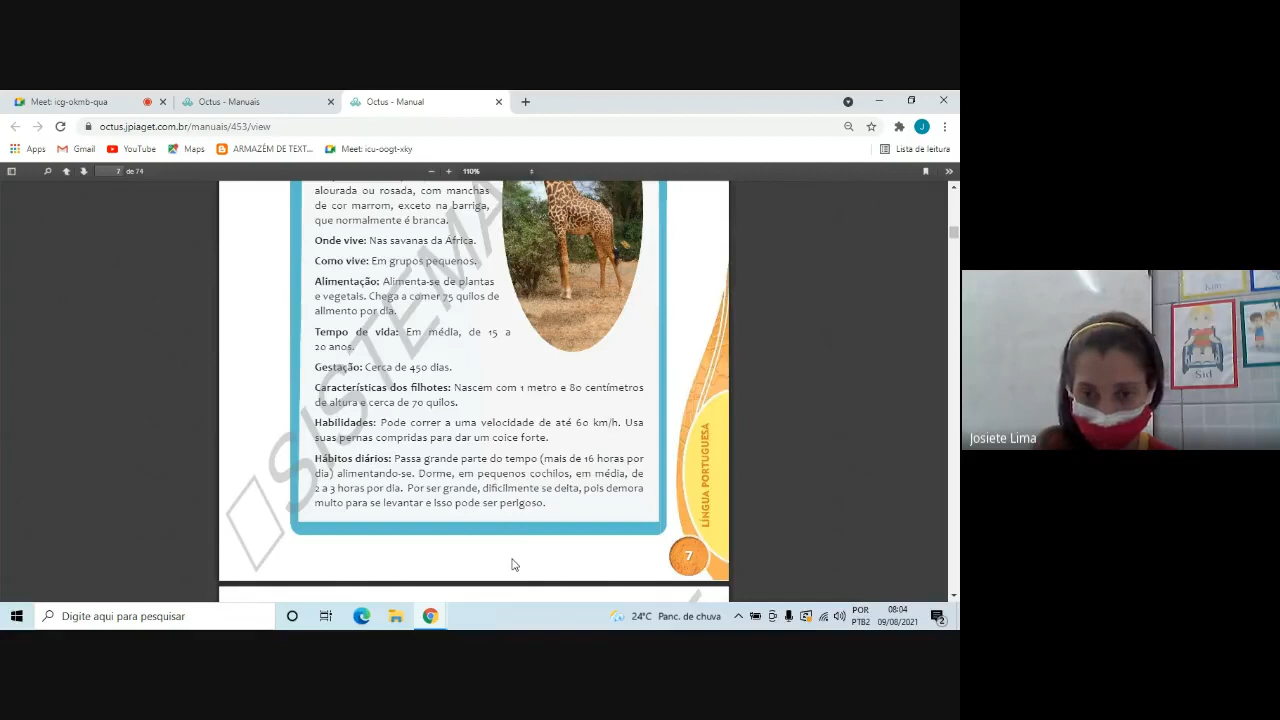 Meet: icg-okmb-qua
Octus - Manuais
Octus - Manual
octus.jpiaget.com.br/manuais/453/view
Apps
Gmail
YouTube
Maps
ARMAZÉM DE TEXT...
Meet: icu-oogt-xky
Lista de leitura
7 de 74
110%
alourada ou rosada, com manchas
de cor marrom, exceto na barriga,
que normalmente é branca.
Onde vive: Nas savanas da África.
Como vive: Em grupos pequenos.
Alimentação: Alimenta-se de plantas
e vegetais. Chega a comer 75 quilos de
alimento por dia.
Tempo de vida: Em média, de 15 a
20 anos.
Gestação: Cerca de 450 dias.
Características dos filhotes: Nascem com 1 metro e 80 centímetros
de altura e cerca de 70 quilos.
Habilidades: Pode correr a uma velocidade de até 60 km/h. Usa
suas pernas compridas para dar um coice forte.
Hábitos diários: Passa grande parte do tempo (mais de 16 horas por
dia) alimentando-se. Dorme, em pequenos cochilos, em média, de
2 a 3 horas por dia. Por ser grande, dificilmente se deita, pois demora
muito para se levantar e isso pode ser perigoso.
SISTEMA
LÍNGUA PORTUGUESA
7
Kim
Sid
Josiete Lima
Digite aqui para pesquisar
24°C Panc. de chuva
POR
PTB2
08:04
09/08/2021
2